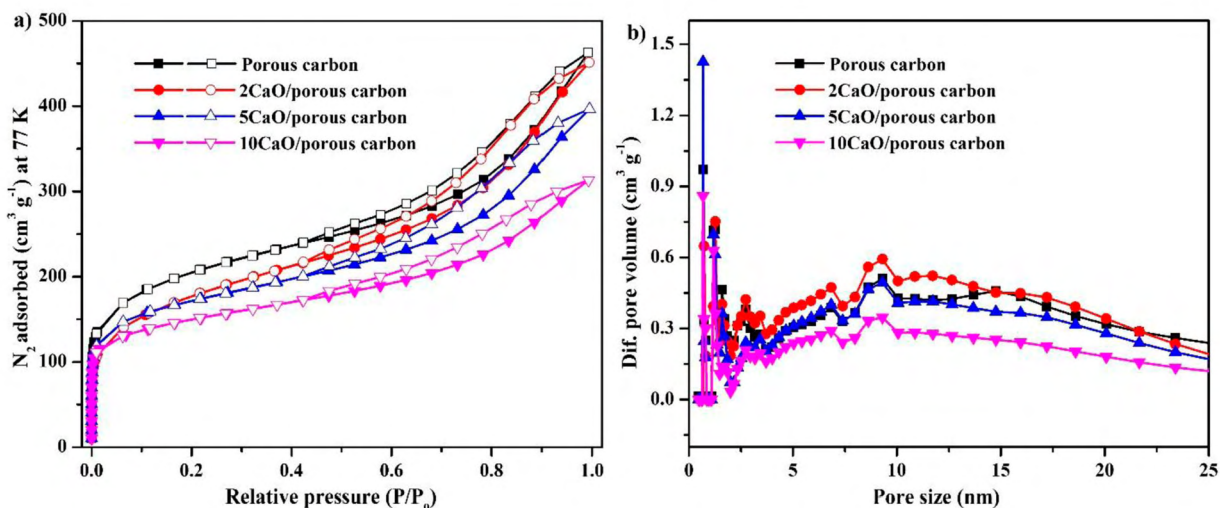 a)
N₂ adsorbed (cm³ g⁻¹) at 77 K
500
400
300
200
100
0
Porous carbon
2CaO/porous carbon
5CaO/porous carbon
10CaO/porous carbon
0.0 0.2 0.4 0.6 0.8 1.0
Relative pressure (P/P₀)
b)
Dif. pore volume (cm³ g⁻¹)
1.5
1.2
0.9
0.6
0.3
0.0
Porous carbon
2CaO/porous carbon
5CaO/porous carbon
10CaO/porous carbon
0 5 10 15 20 25
Pore size (nm)